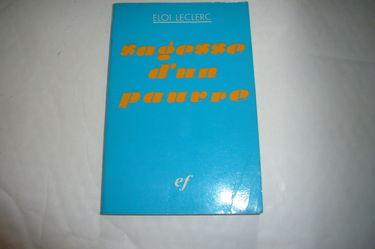 ELOI LECLERC
sagesse
d'un
pauvre
ef